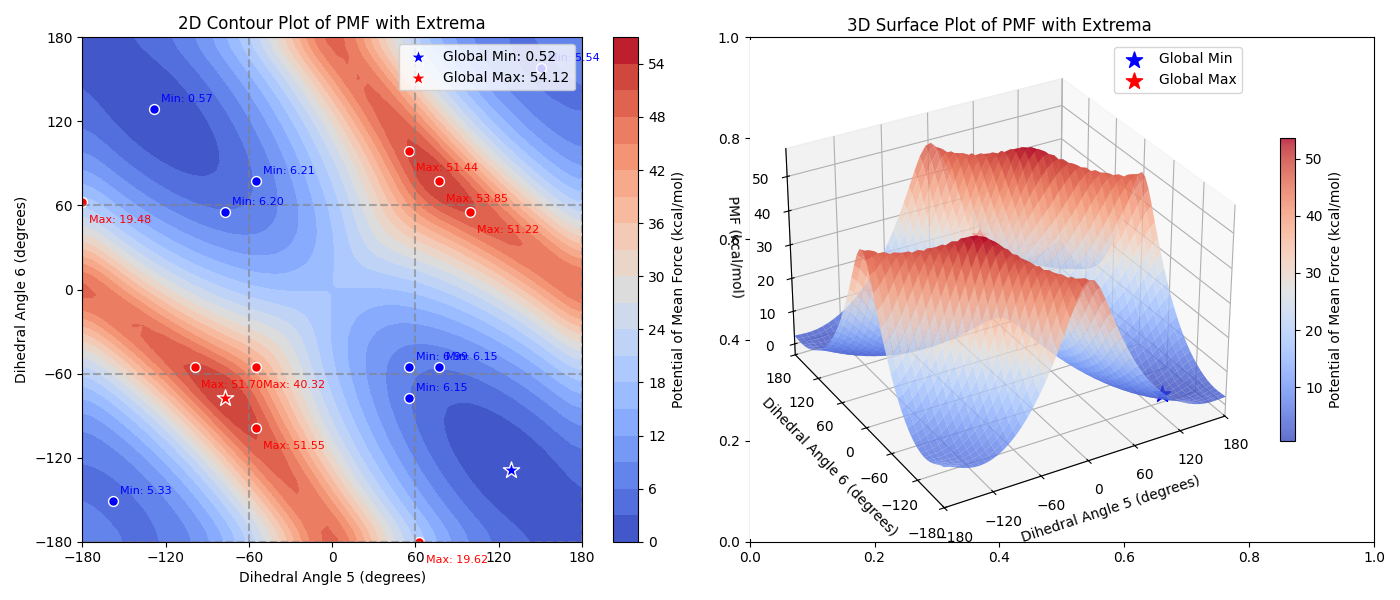 2D Contour Plot of PMF with Extrema
Global Min: 0.52
Global Max: 54.12
Min: 0.57
Min: 6.21
Min: 6.20
Max: 19.48
Max: 51.44
Max: 53.85
Max: 51.22
Min: 6.99
Min: 6.15
Min: 6.15
Max: 51.70
Max: 40.32
Max: 51.55
Min: 5.33
Max: 19.62
5.54
180
120
60
0
−60
−120
−180
−180
−120
−60
0
60
120
180
Dihedral Angle 5 (degrees)
Dihedral Angle 6 (degrees)
54
48
42
36
30
24
18
12
6
0
Potential of Mean Force (kcal/mol)
3D Surface Plot of PMF with Extrema
Global Min
Global Max
1.0
0.8
0.6
0.4
0.2
0.0
0.0
0.2
0.4
0.6
0.8
1.0
50
40
30
20
10
0
PMF (kcal/mol)
180
120
60
0
−60
−120
−180
Dihedral Angle 6 (degrees)
−180
−120
−60
0
60
120
180
Dihedral Angle 5 (degrees)
50
40
30
20
10
Potential of Mean Force (kcal/mol)